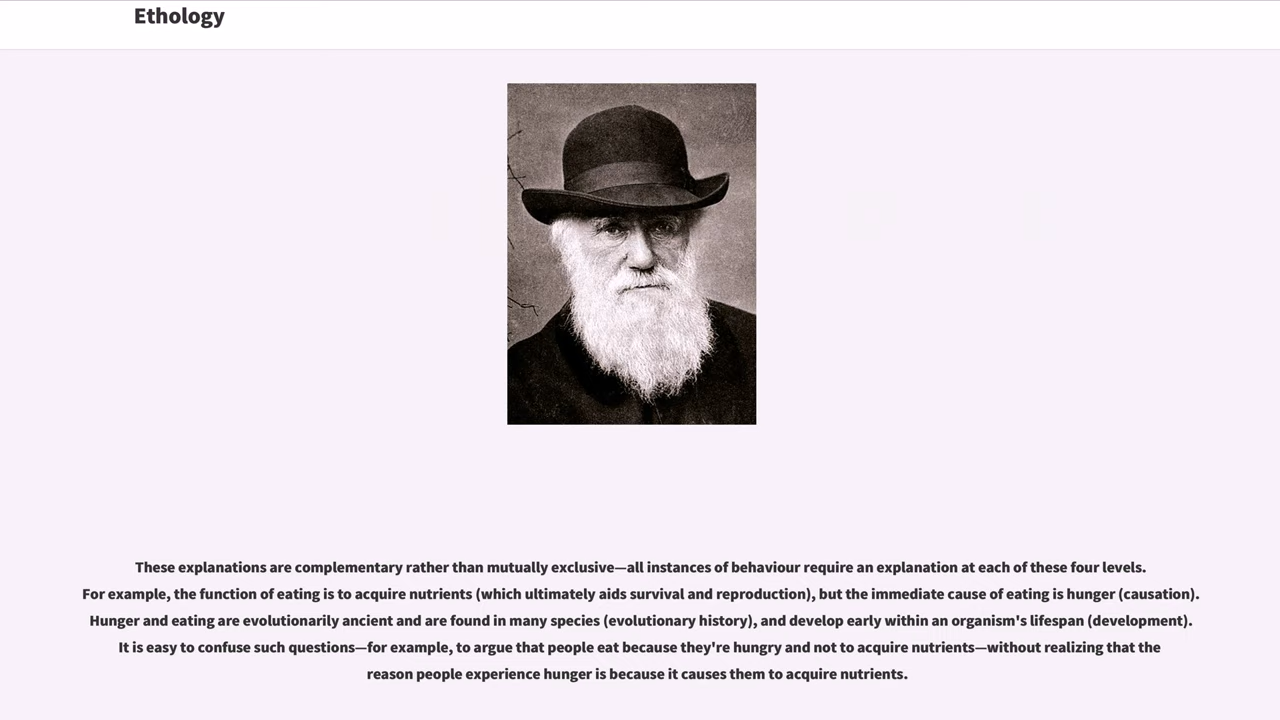 Ethology
These explanations are complementary rather than mutually exclusive—all instances of behaviour require an explanation at each of these four levels.
For example, the function of eating is to acquire nutrients (which ultimately aids survival and reproduction), but the immediate cause of eating is hunger (causation).
Hunger and eating are evolutionarily ancient and are found in many species (evolutionary history), and develop early within an organism's lifespan (development).
It is easy to confuse such questions—for example, to argue that people eat because they're hungry and not to acquire nutrients—without realizing that the
reason people experience hunger is because it causes them to acquire nutrients.